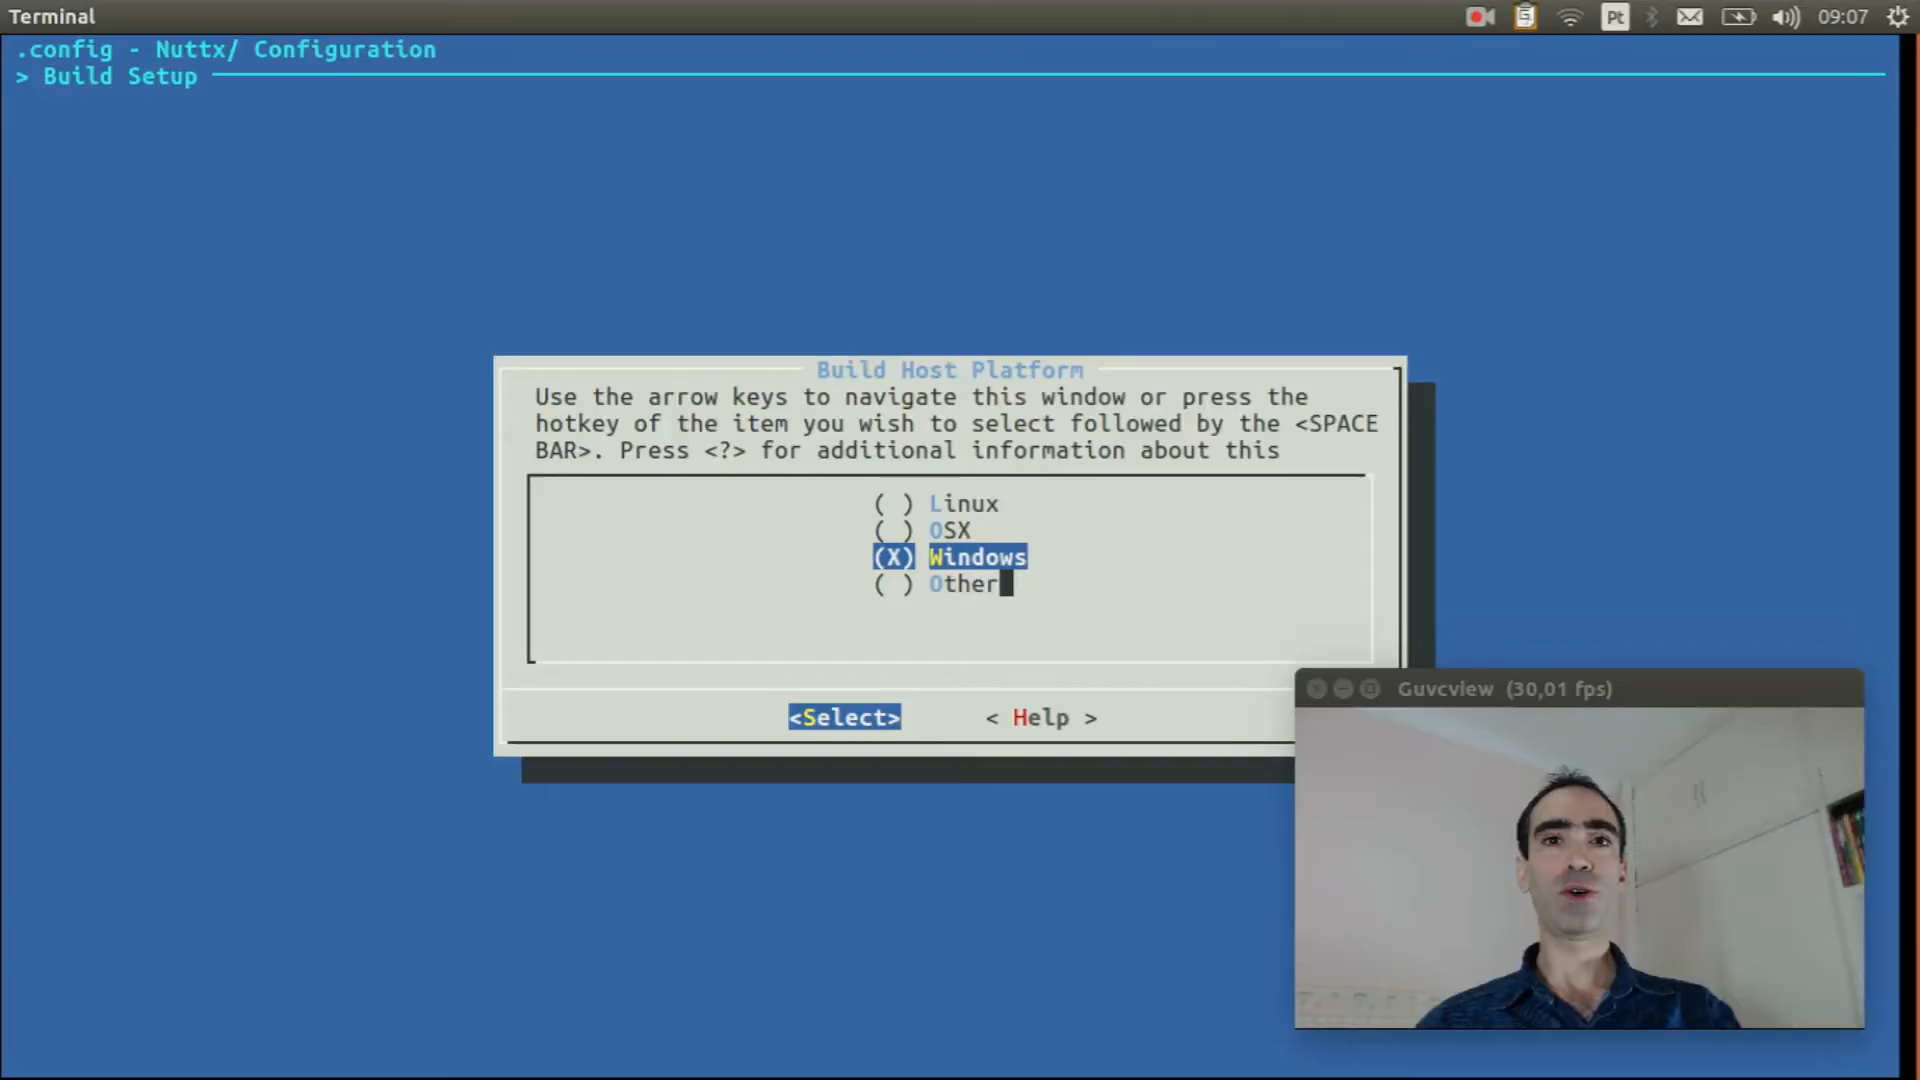 Terminal
Pt
09:07
.config - Nuttx/ Configuration
> Build Setup
Build Host Platform
Use the arrow keys to navigate this window or press the
hotkey of the item you wish to select followed by the <SPACE
BAR>. Press <?> for additional information about this
( ) Linux
( ) OSX
(X) Windows
( ) Other
<Select> < Help >
Guvcview (30,01 fps)